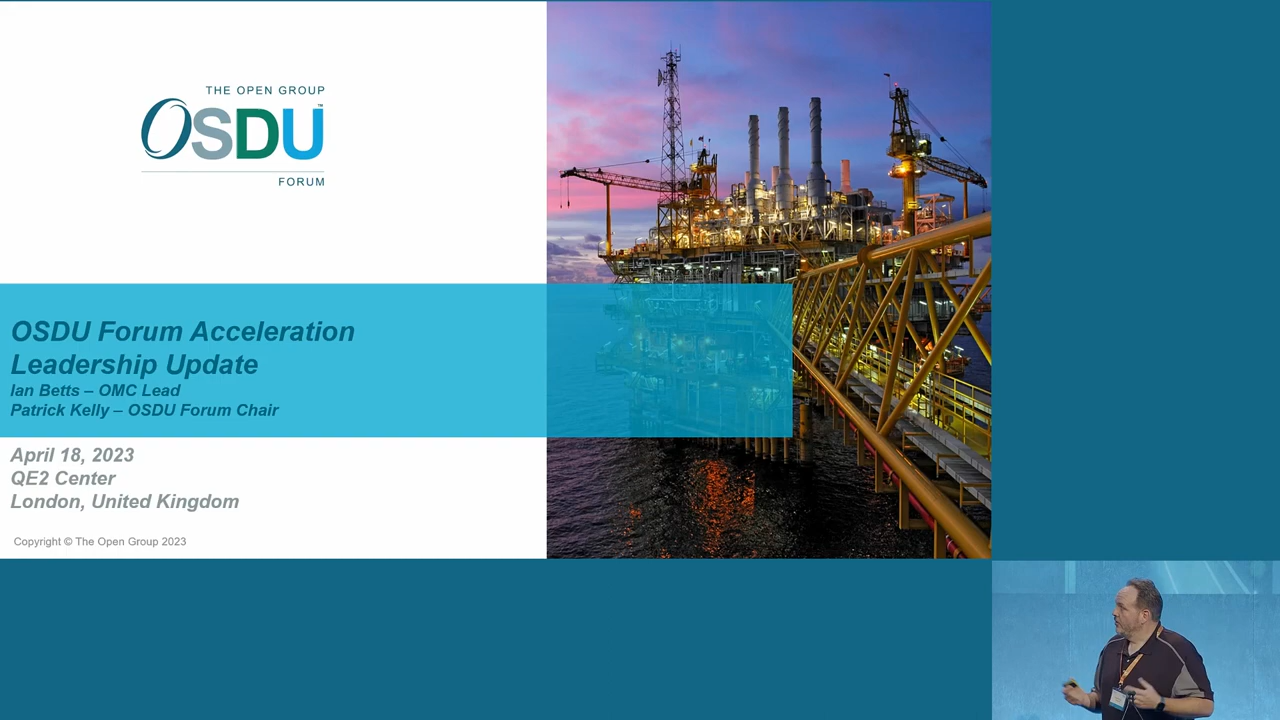 THE OPEN GROUP
OSDU™
FORUM
OSDU Forum Acceleration
Leadership Update
Ian Betts – OMC Lead
Patrick Kelly – OSDU Forum Chair
April 18, 2023
QE2 Center
London, United Kingdom
Copyright © The Open Group 2023